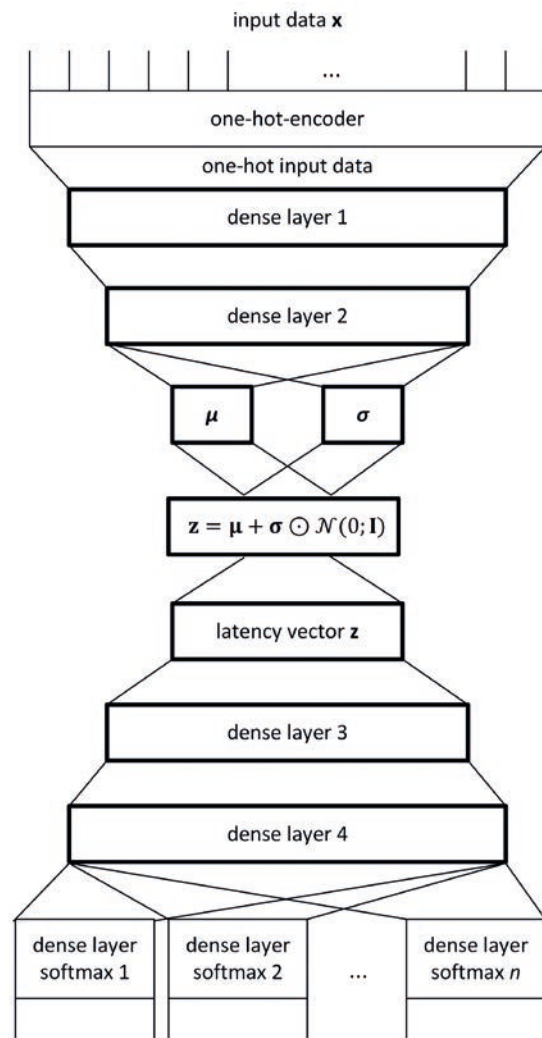 input data x
...
one-hot-encoder
one-hot input data
dense layer 1
dense layer 2
μ σ
z = μ + σ ⊙ 𝒩(0; I)
latency vector z
dense layer 3
dense layer 4
dense layer dense layer dense layer
softmax 1 softmax 2 ... softmax n